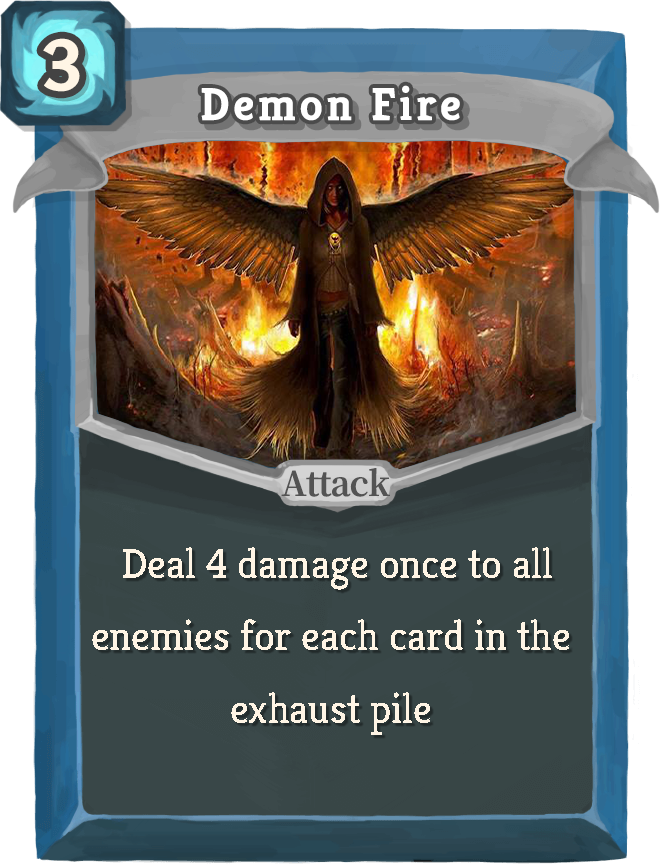 3
Demon Fire
Attack
Deal 4 damage once to all
enemies for each card in the
exhaust pile